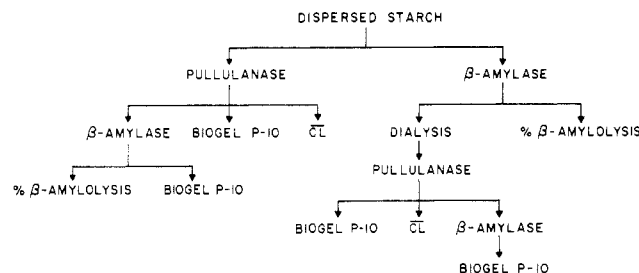 DISPERSED STARCH
PULLULANASE
β-AMYLASE
β-AMYLASE
BIOGEL P-10
C̅L̅
DIALYSIS
% β-AMYLOLYSIS
% β-AMYLOLYSIS
BIOGEL P-10
PULLULANASE
BIOGEL P-10
C̅L̅
β-AMYLASE
BIOGEL P-10